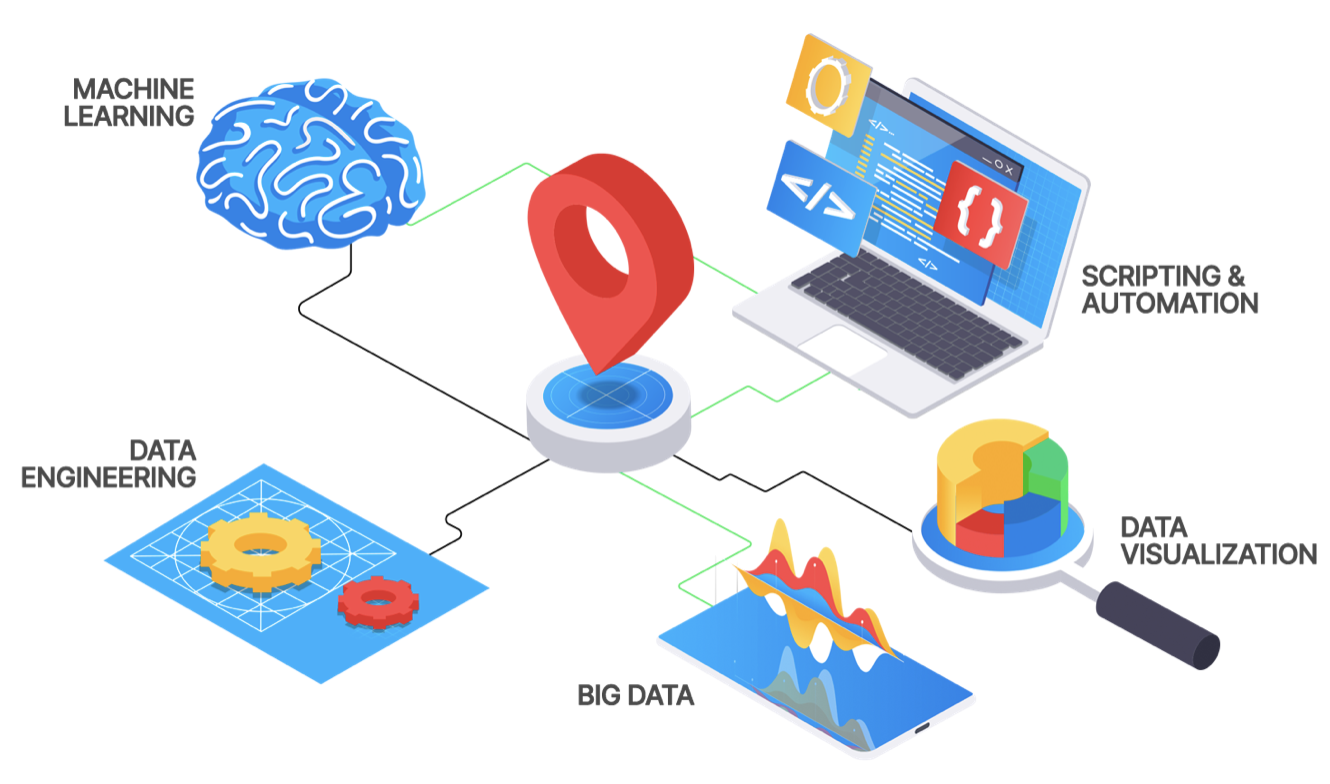 MACHINE
LEARNING
</>...
</>
{ }
</>
SCRIPTING &
AUTOMATION
DATA
ENGINEERING
DATA
VISUALIZATION
BIG DATA